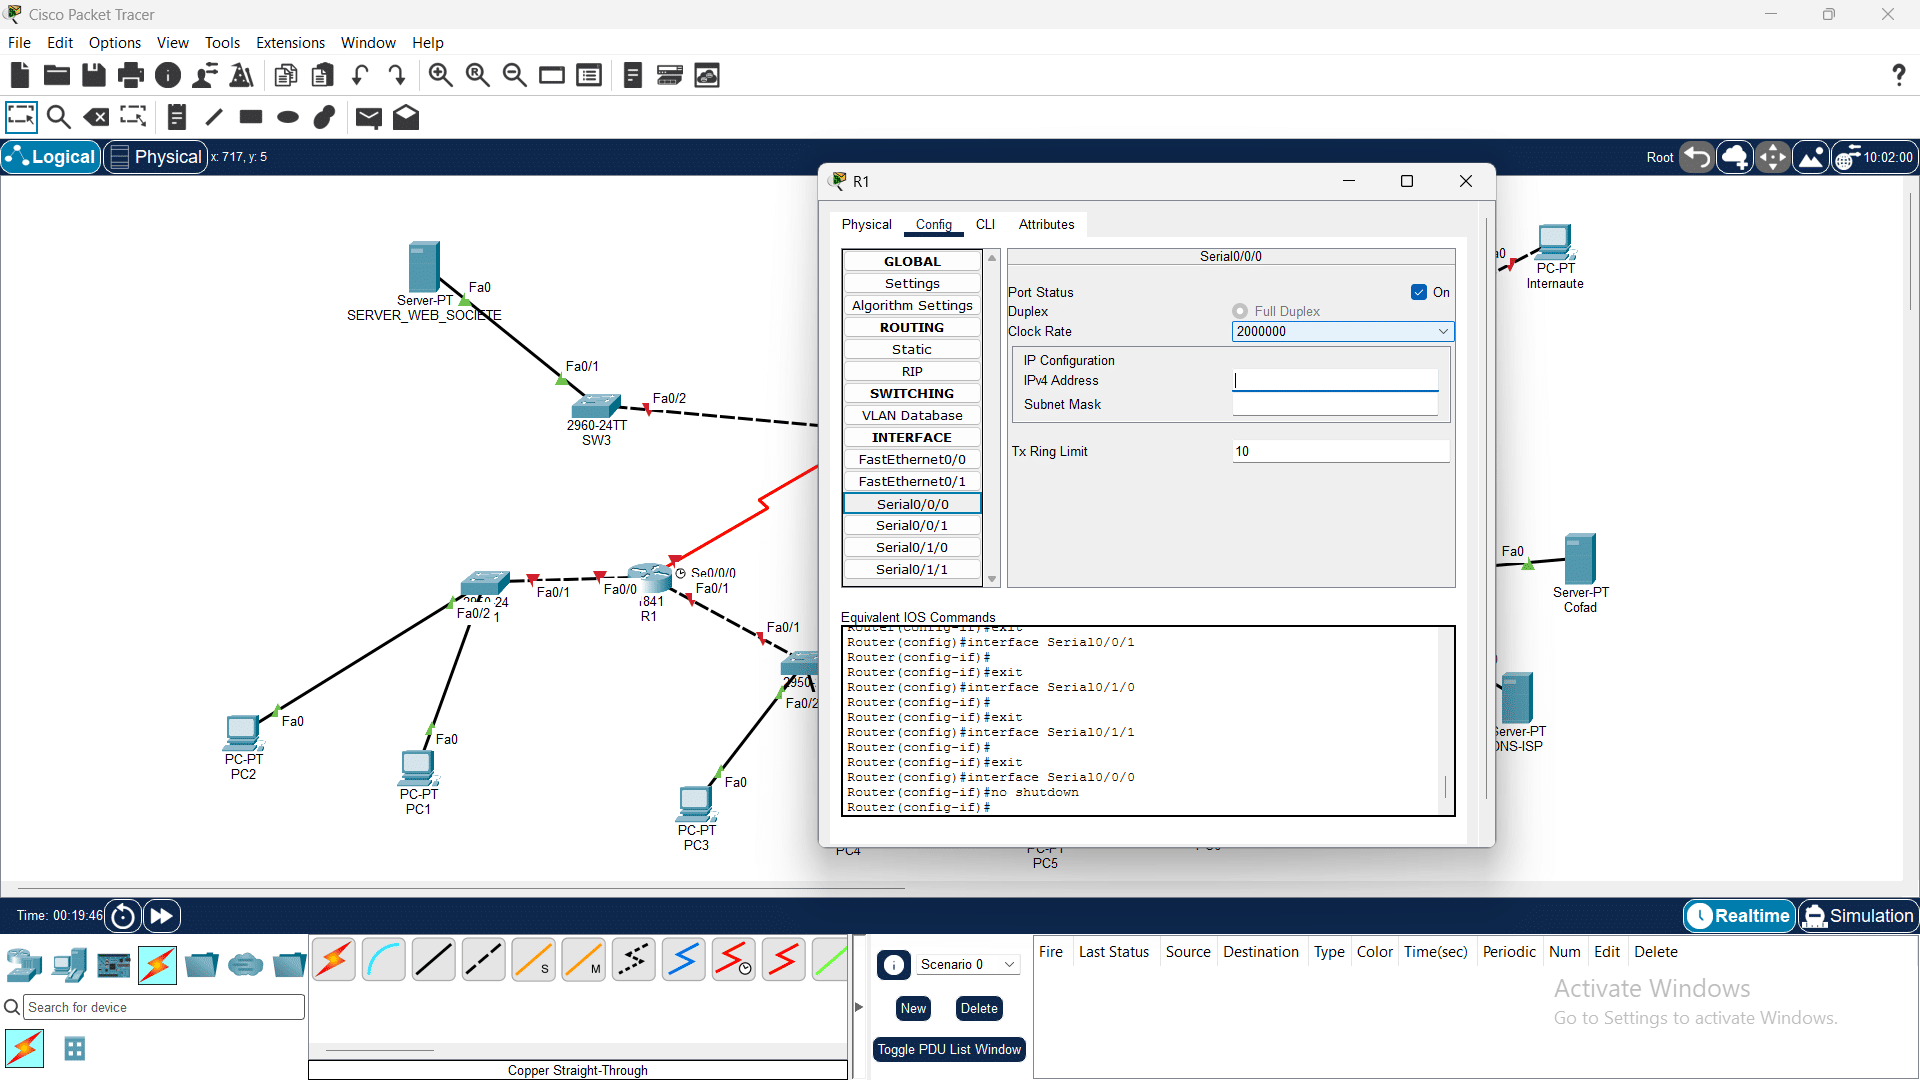 Cisco Packet Tracer
File Edit Options View Tools Extensions Window Help
Logical Physical x: 717, y: 5
Root 10:02:00
R1
Physical Config CLI Attributes
GLOBAL
Settings
Algorithm Settings
ROUTING
Static
RIP
SWITCHING
VLAN Database
INTERFACE
FastEthernet0/0
FastEthernet0/1
Serial0/0/0
Serial0/0/1
Serial0/1/0
Serial0/1/1
Serial0/0/0
Port Status On
Duplex Full Duplex
Clock Rate 2000000
IP Configuration
IPv4 Address
Subnet Mask
Tx Ring Limit 10
Equivalent IOS Commands
Router(config-if)#exit
Router(config)#interface Serial0/0/1
Router(config-if)#
Router(config-if)#exit
Router(config)#interface Serial0/1/0
Router(config-if)#
Router(config-if)#exit
Router(config)#interface Serial0/1/1
Router(config-if)#
Router(config-if)#exit
Router(config)#interface Serial0/0/0
Router(config-if)#no shutdown
Router(config-if)#
Fa0
Server-PT
SERVER_WEB_SOCIETE
Fa0/1
Fa0/2
2960-24TT
SW3
Se0/0/0
Fa0/1
Fa0/0
Fa0/1
1841
R1
Fa0/2
Fa0/1
Fa0/2
Fa0
PC-PT
PC2
Fa0
PC-PT
PC1
Fa0
PC-PT
PC3
PC4
PC-PT
PC5
PC-PT
Internaute
Fa0
Server-PT
Cofad
Server-PT
DNS-ISP
Time: 00:19:46
Realtime Simulation
S M
Search for device
Copper Straight-Through
Scenario 0
New Delete
Toggle PDU List Window
Fire Last Status Source Destination Type Color Time(sec) Periodic Num Edit Delete
Activate Windows
Go to Settings to activate Windows.